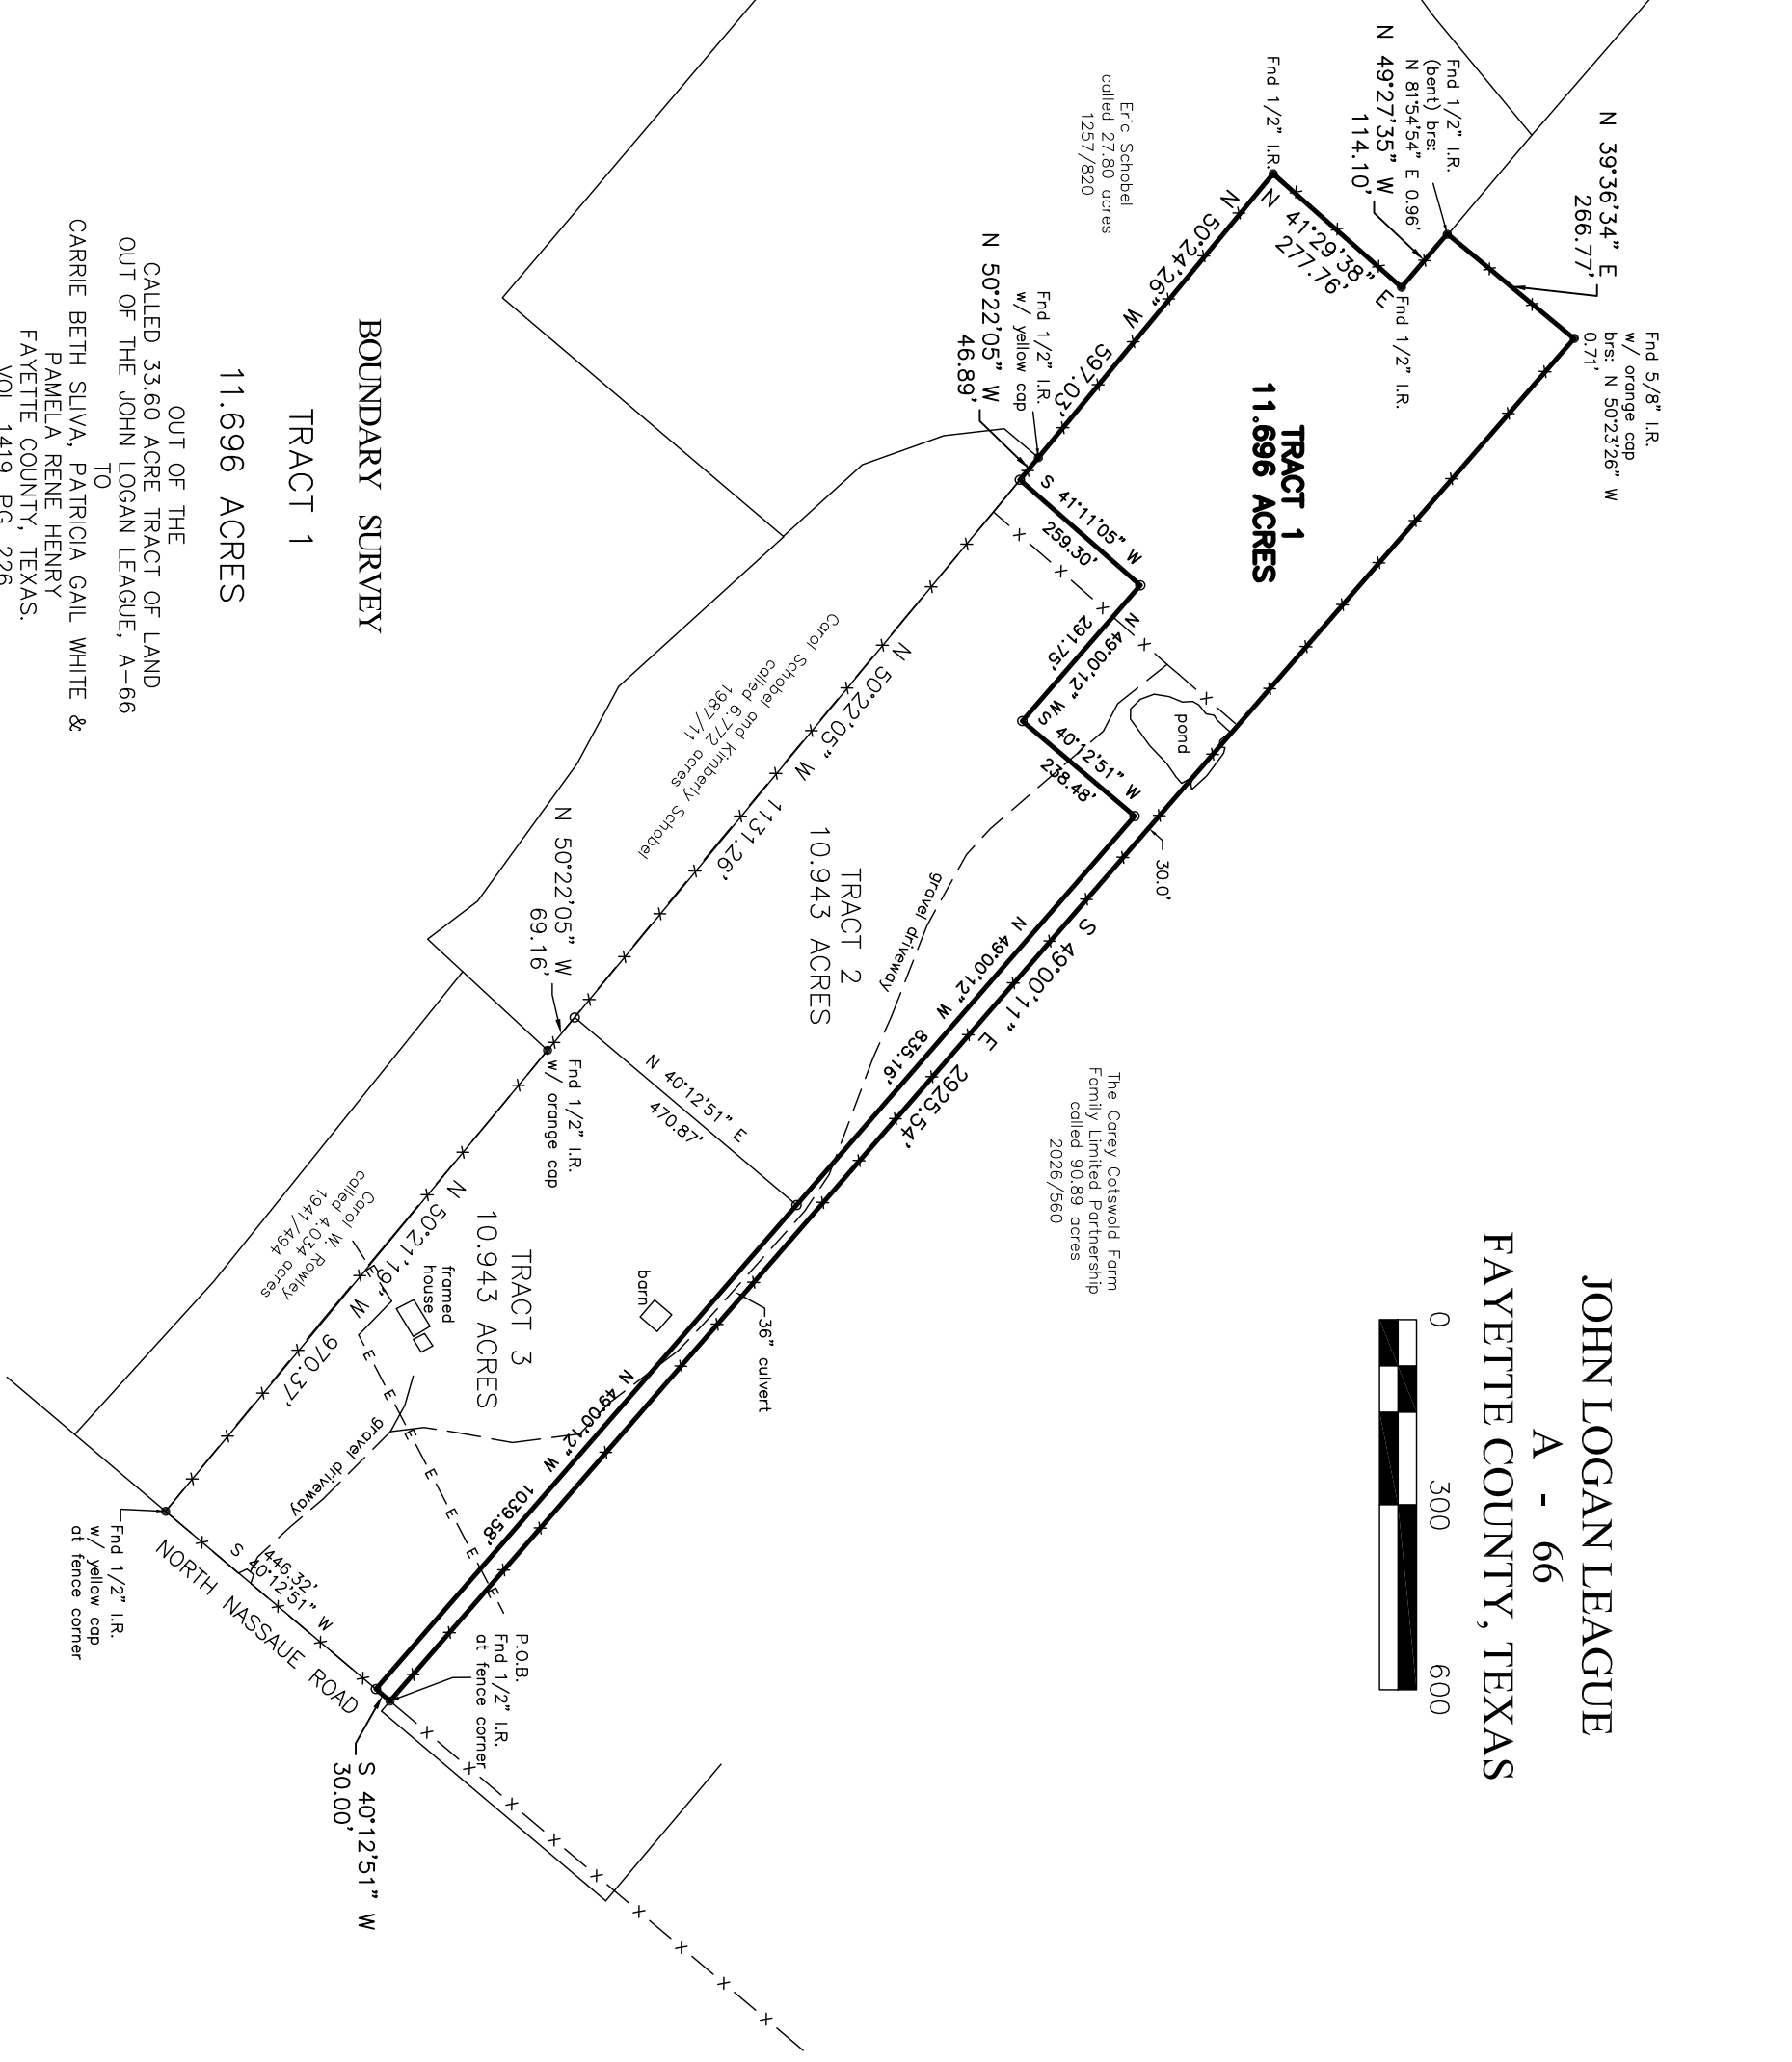 JOHN LOGAN LEAGUE
A - 66
FAYETTE COUNTY, TEXAS
0 300 600
N 39°36'34" E
266.77'
Fnd 5/8" I.R.
w/ orange cap
brs: N 50°23'26" W
0.71'
Fnd 1/2" I.R.
(bent) brs:
N 81°54'54" E 0.96'
N 49°27'35" W
114.10'
Fnd 1/2" I.R.
N 41°29'38" E
277.76'
Fnd 1/2" I.R.
TRACT 1
11.696 ACRES
Eric Schobel
called 27.80 acres
1257/820
N 50°24'26" W 597.03'
Fnd 1/2" I.R.
w/ yellow cap
N 50°22'05" W
46.89'
S 41°11'05" W
259.30'
N 49°00'12" W
291.75'
S 40°12'51" W
238.48'
pond
30.0'
S 49°00'11" E 2925.54'
N 49°00'12" W 835.16'
gravel driveway
The Carey Cotswold Farm
Family Limited Partnership
called 90.89 acres
2026/560
TRACT 2
10.943 ACRES
N 50°22'05" W 1131.26'
Carol Schobel and Kimberly Schobel
called 6.772 acres
1987/11
N 50°22'05" W
69.16'
Fnd 1/2" I.R.
w/ orange cap
N 40°12'51" E
470.87'
36" culvert
barn
TRACT 3
10.943 ACRES
framed
house
N 50°21'19" W 970.37'
Carol W. Rowley
called 4.034 acres
1941/494
gravel driveway
N 49°00'12" W 1039.58'
E E E E E E E E
446.32'
S 40°12'51" W
NORTH NASSAUE ROAD
Fnd 1/2" I.R.
w/ yellow cap
at fence corner
P.O.B.
Fnd 1/2" I.R.
at fence corner
S 40°12'51" W
30.00'
BOUNDARY SURVEY
TRACT 1
11.696 ACRES
OUT OF THE
CALLED 33.60 ACRE TRACT OF LAND
OUT OF THE JOHN LOGAN LEAGUE, A-66
TO
CARRIE BETH SLIVA, PATRICIA GAIL WHITE &
PAMELA RENE HENRY
FAYETTE COUNTY, TEXAS.
VOL. 1419 PG. 226